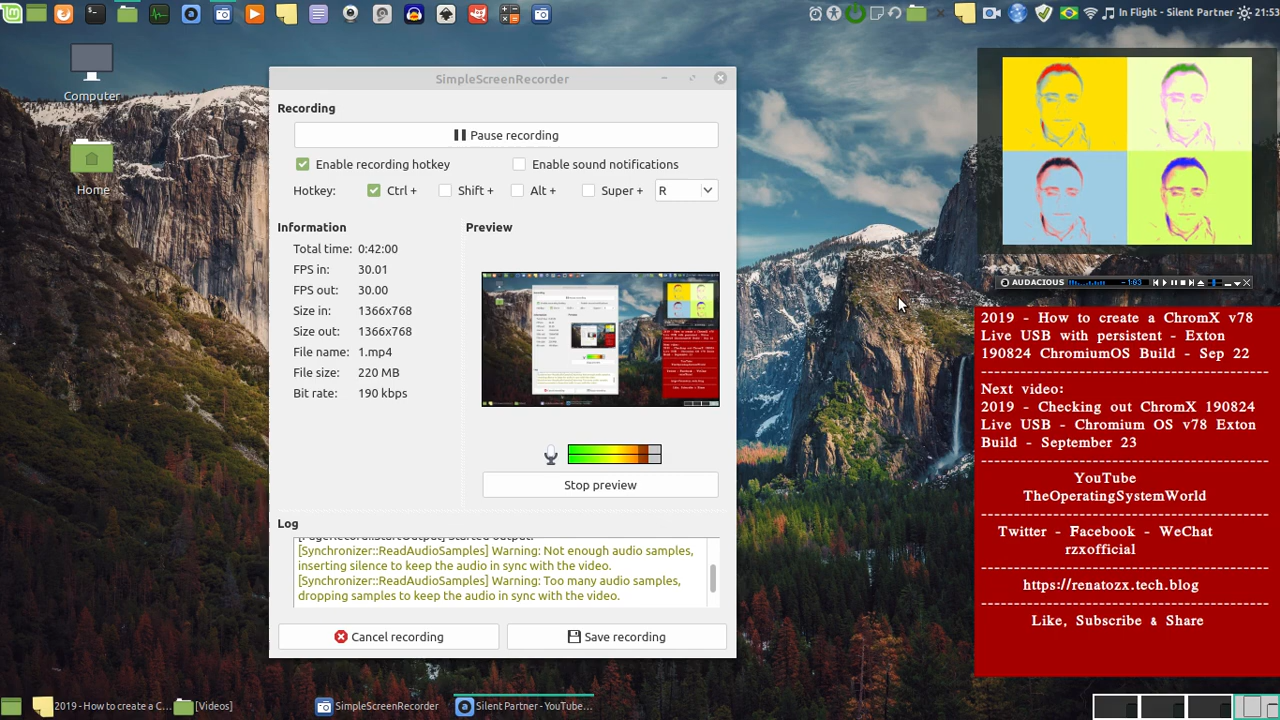 In Flight - Silent Partner
21:53
Computer
Home
SimpleScreenRecorder
Recording
Pause recording
Enable recording hotkey
Enable sound notifications
Hotkey: Ctrl + Shift + Alt + Super + R
Information
Total time: 0:42:00
FPS in: 30.01
FPS out: 30.00
Size in: 1366x768
Size out: 1366x768
File name: 1.mp4
File size: 220 MB
Bit rate: 190 kbps
Preview
Stop preview
Log
[Synchronizer::ReadAudioSamples] Warning: Not enough audio samples,
inserting silence to keep the audio in sync with the video.
[Synchronizer::ReadAudioSamples] Warning: Too many audio samples,
dropping samples to keep the audio in sync with the video.
Cancel recording
Save recording
AUDACIOUS
-1:03
2019 - How to create a ChromX v78
Live USB with persistent - Exton
190824 ChromiumOS Build - Sep 22
Next video:
2019 - Checking out ChromX 190824
Live USB - Chromium OS v78 Exton
Build - September 23
YouTube
TheOperatingSystemWorld
Twitter - Facebook - WeChat
rzxofficial
https://renatozx.tech.blog
Like, Subscribe & Share
2019 - How to create a C...
[Videos]
SimpleScreenRecorder
Silent Partner - YouTube...